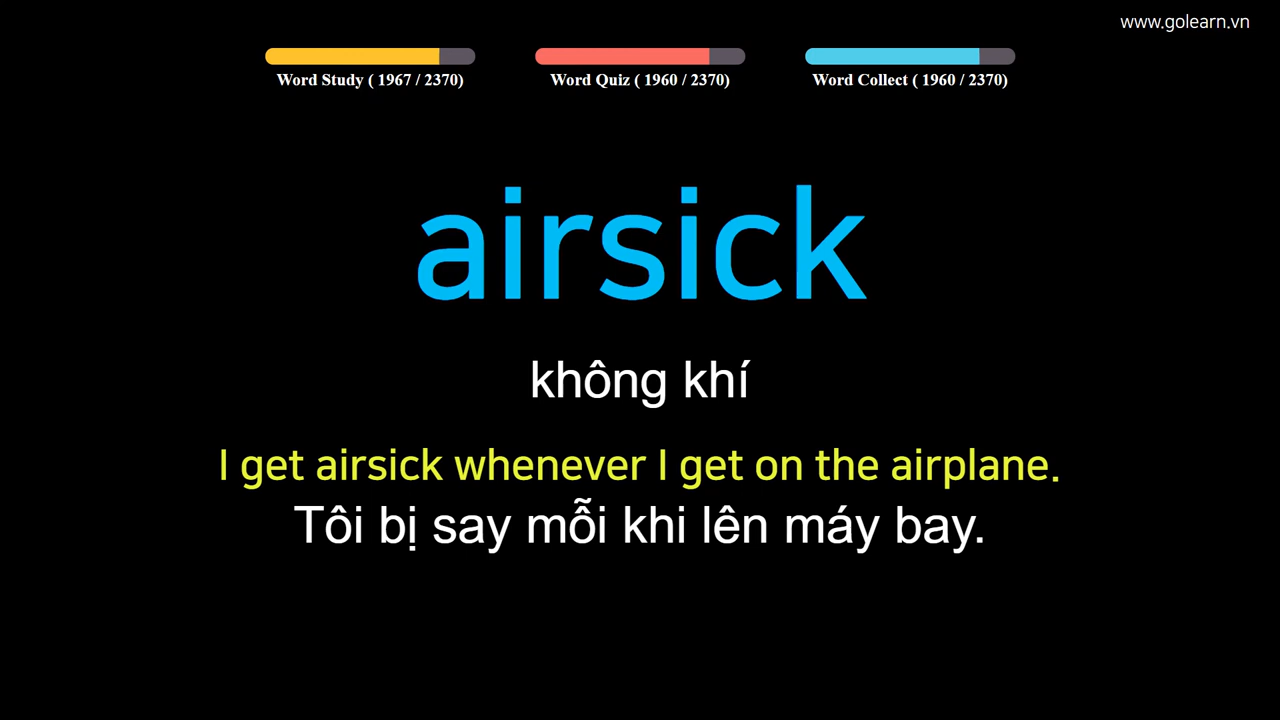 www.golearn.vn
Word Study ( 1967 / 2370)
Word Quiz ( 1960 / 2370)
Word Collect ( 1960 / 2370)
airsick
không khí
I get airsick whenever I get on the airplane.
Tôi bị say mỗi khi lên máy bay.